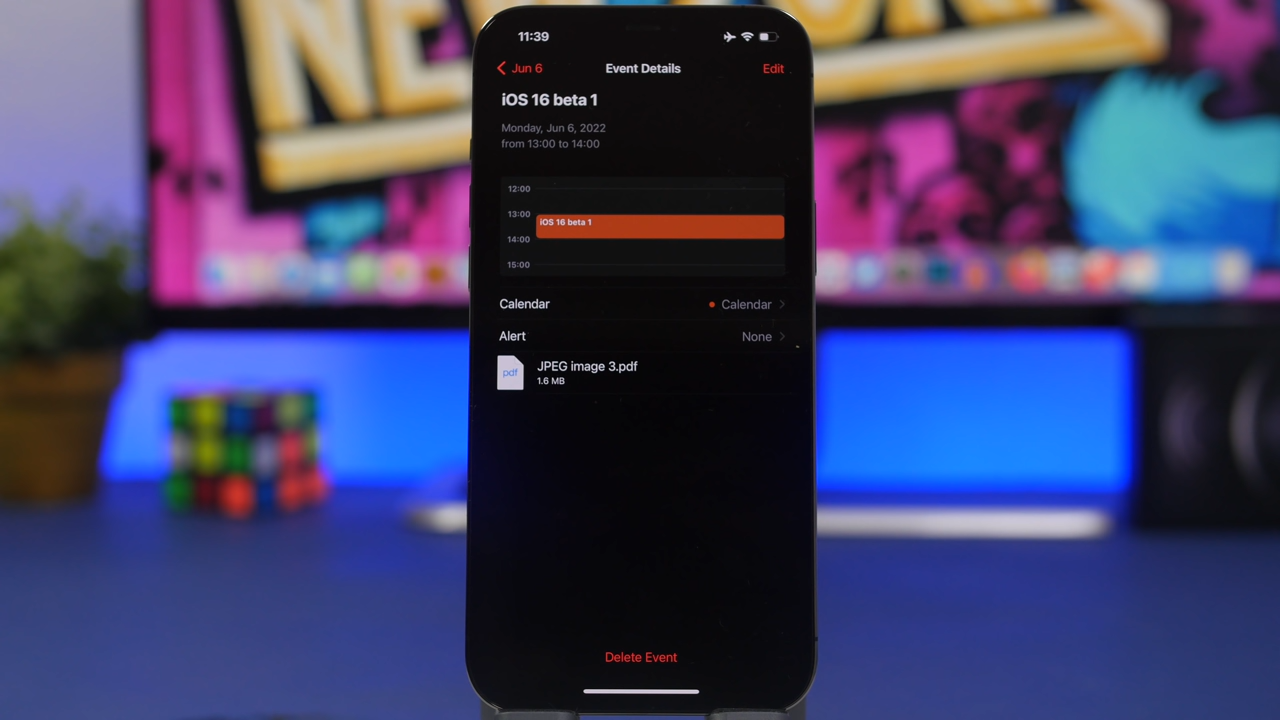 NEW YORK
11:39
Jun 6
Event Details
Edit
iOS 16 beta 1
Monday, Jun 6, 2022
from 13:00 to 14:00
12:00
13:00
iOS 16 beta 1
14:00
15:00
Calendar
Calendar
Alert
None
pdf
JPEG image 3.pdf
1.6 MB
Delete Event